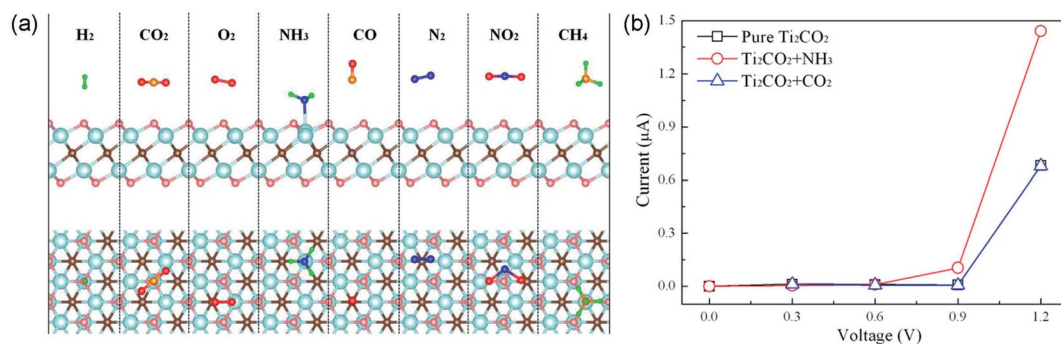 (a)
H₂ CO₂ O₂ NH₃ CO N₂ NO₂ CH₄
(b)
Pure Ti₂CO₂
Ti₂CO₂+NH₃
Ti₂CO₂+CO₂
Current (μA)
1.5
1.2
0.9
0.6
0.3
0.0
0.0 0.3 0.6 0.9 1.2
Voltage (V)